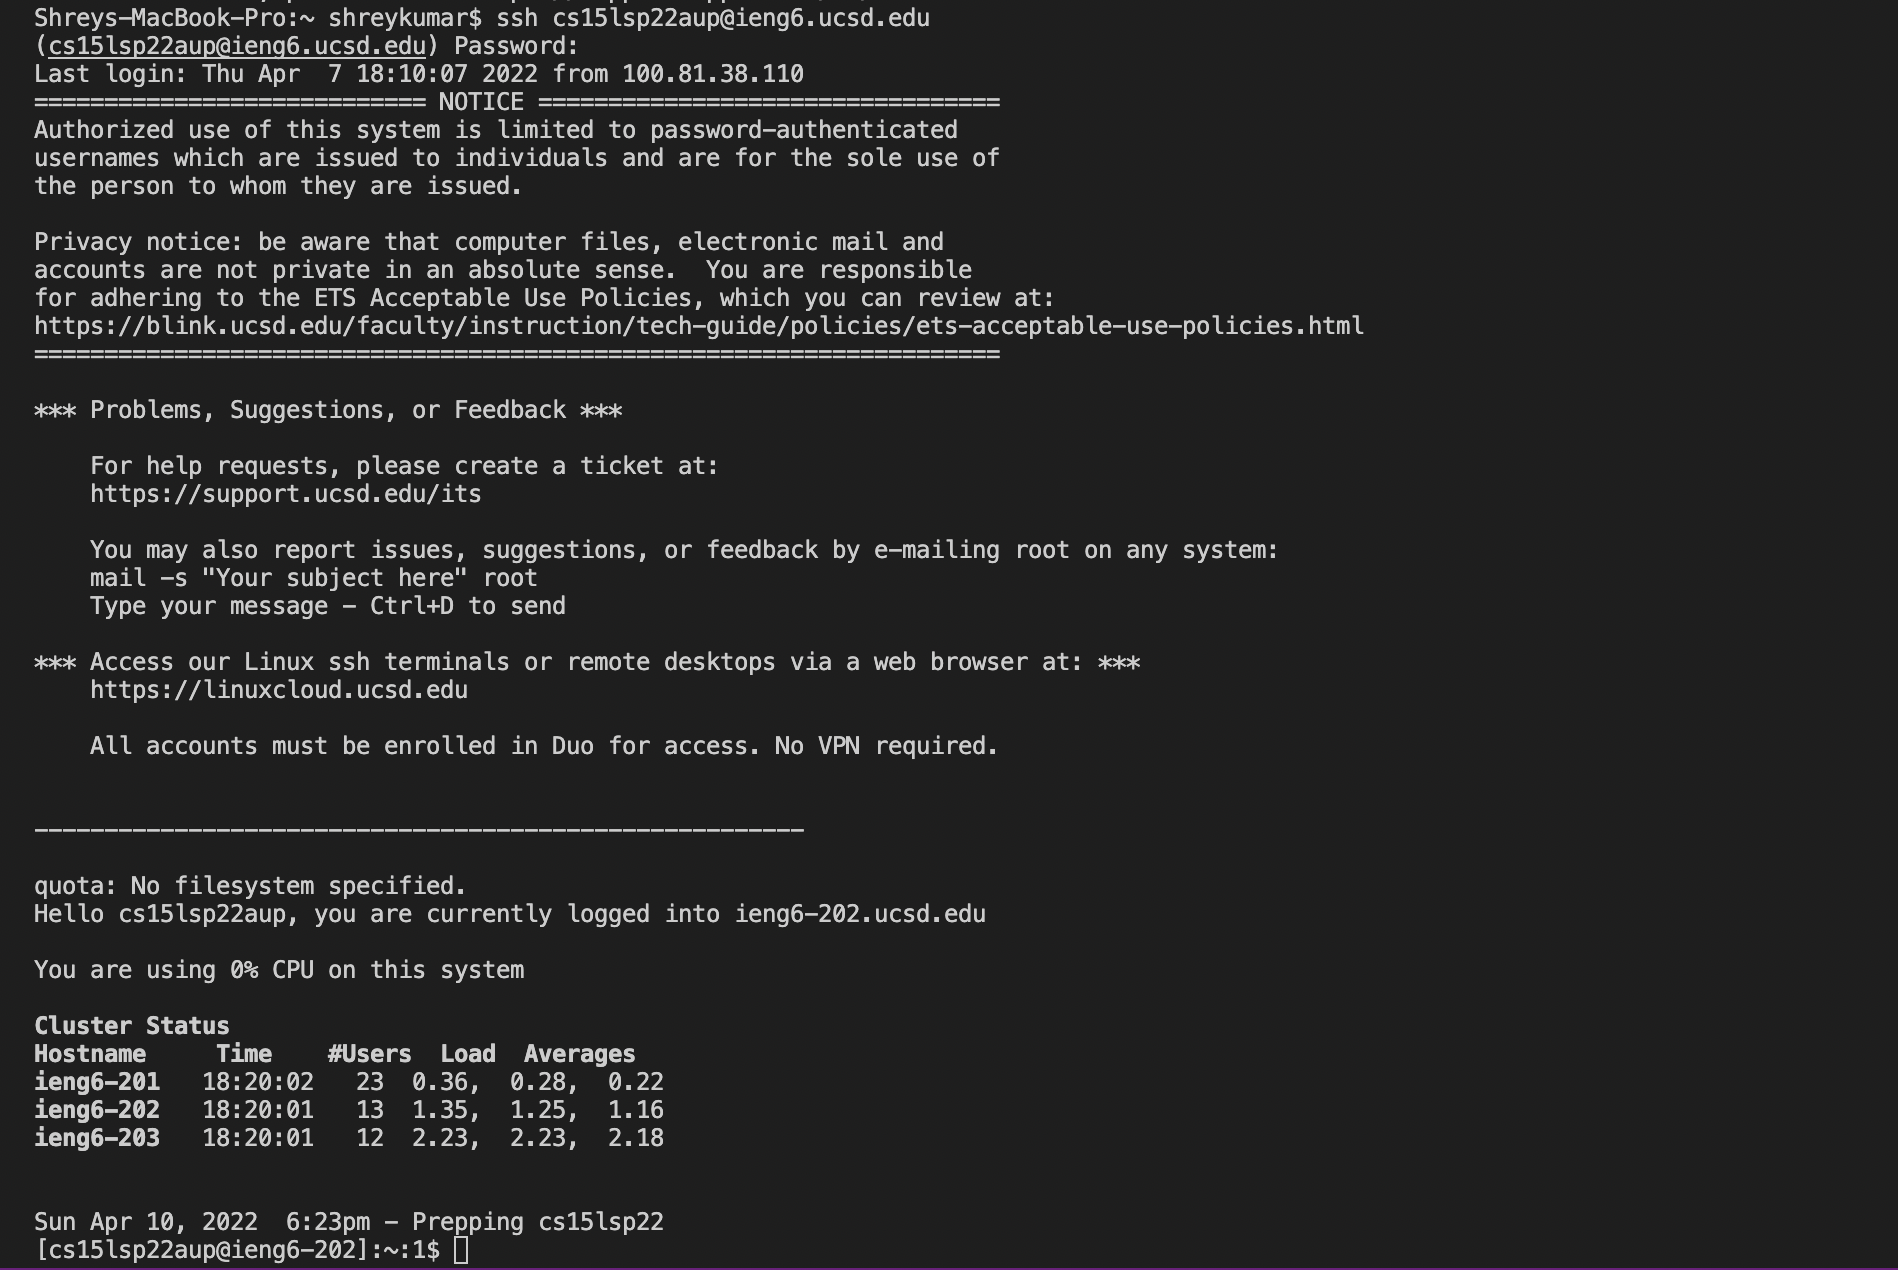 Shreys-MacBook-Pro:~ shreykumar$ ssh cs15lsp22aup@ieng6.ucsd.edu
(cs15lsp22aup@ieng6.ucsd.edu) Password:
Last login: Thu Apr  7 18:10:07 2022 from 100.81.38.110
============================ NOTICE =================================
Authorized use of this system is limited to password-authenticated
usernames which are issued to individuals and are for the sole use of
the person to whom they are issued.

Privacy notice: be aware that computer files, electronic mail and
accounts are not private in an absolute sense.  You are responsible
for adhering to the ETS Acceptable Use Policies, which you can review at:
https://blink.ucsd.edu/faculty/instruction/tech-guide/policies/ets-acceptable-use-policies.html
=====================================================================

*** Problems, Suggestions, or Feedback ***

    For help requests, please create a ticket at:
    https://support.ucsd.edu/its

    You may also report issues, suggestions, or feedback by e-mailing root on any system:
    mail -s "Your subject here" root
    Type your message - Ctrl+D to send

*** Access our Linux ssh terminals or remote desktops via a web browser at: ***
    https://linuxcloud.ucsd.edu

    All accounts must be enrolled in Duo for access. No VPN required.


-------------------------------------------------------

quota: No filesystem specified.
Hello cs15lsp22aup, you are currently logged into ieng6-202.ucsd.edu

You are using 0% CPU on this system

Cluster Status
Hostname     Time    #Users  Load  Averages
ieng6-201   18:20:02   23  0.36,  0.28,  0.22
ieng6-202   18:20:01   13  1.35,  1.25,  1.16
ieng6-203   18:20:01   12  2.23,  2.23,  2.18


Sun Apr 10, 2022  6:23pm - Prepping cs15lsp22
[cs15lsp22aup@ieng6-202]:~:1$